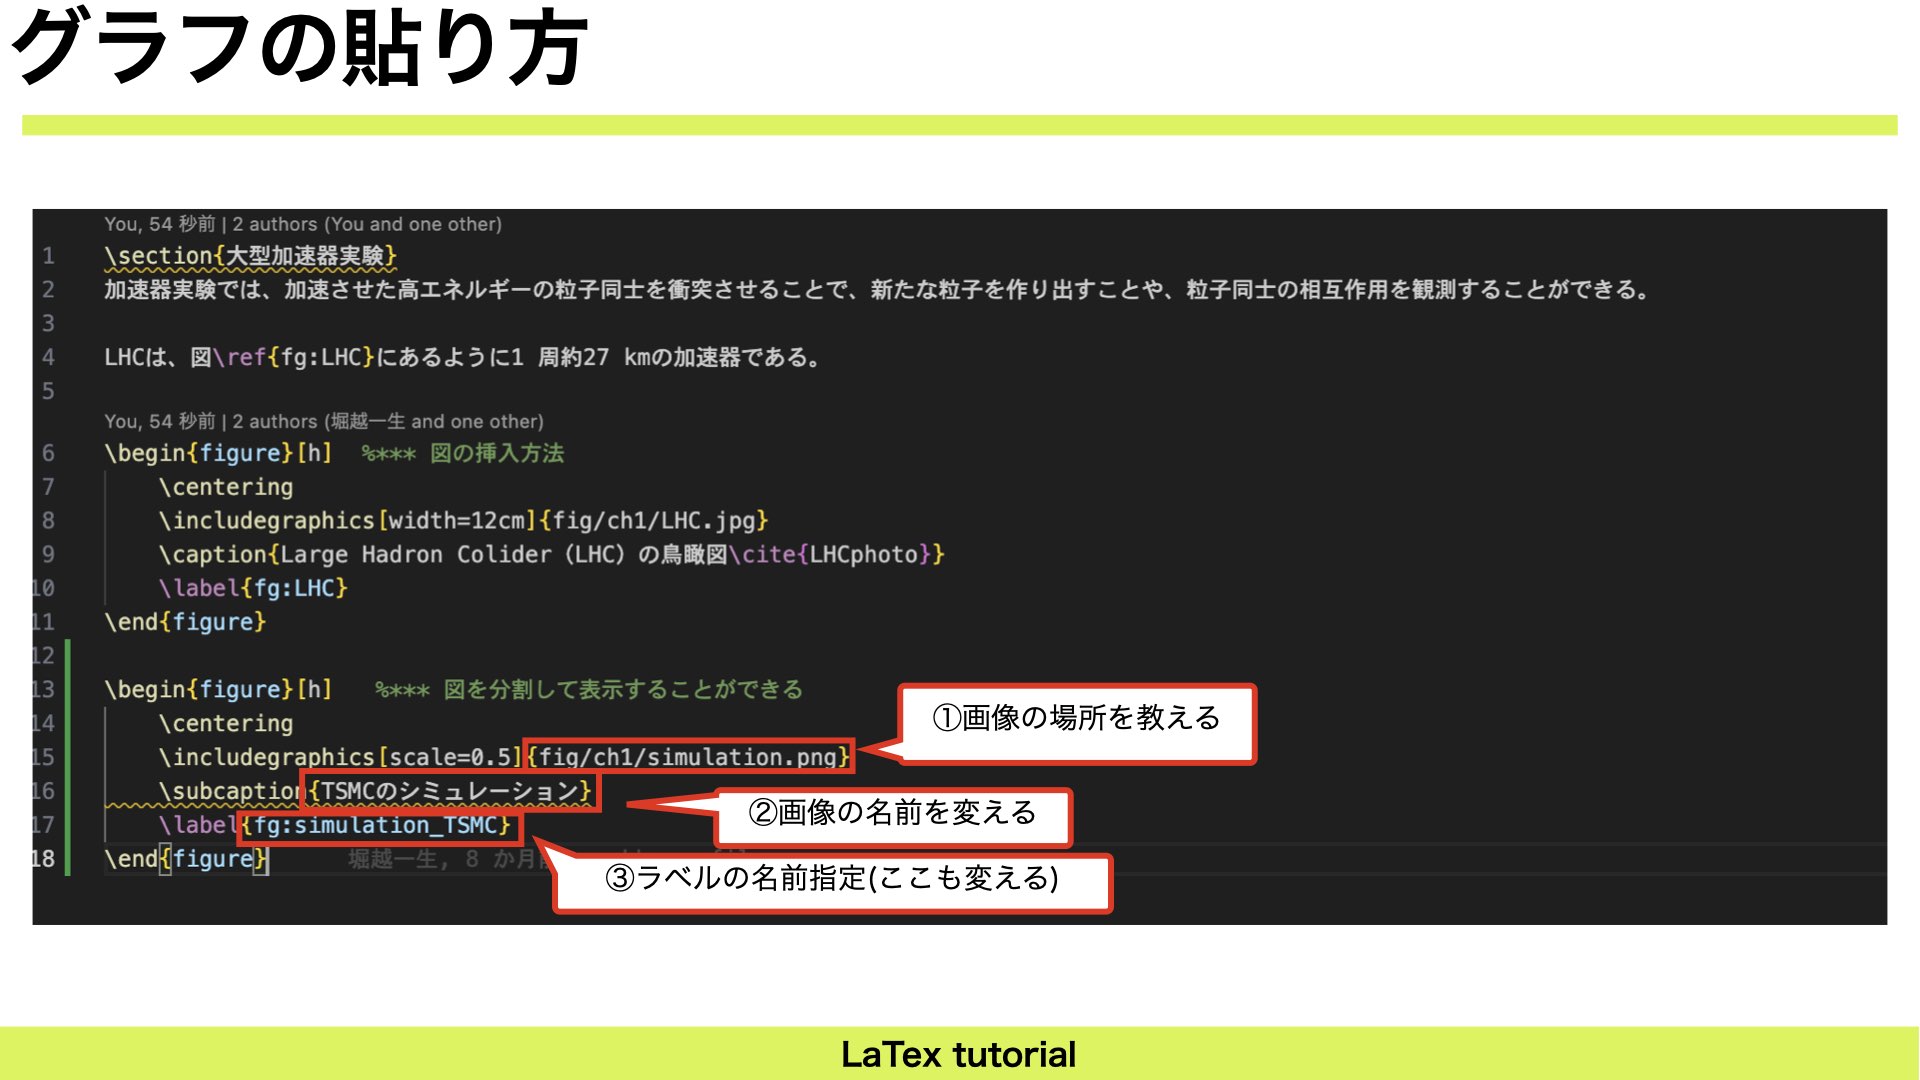 グラフの貼り方
You, 54 秒前 | 2 authors (You and one other)
1 \section{大型加速器実験}
2 加速器実験では、加速させた高エネルギーの粒子同士を衝突させることで、新たな粒子を作り出すことや、粒子同士の相互作用を観測することができる。
3
4 LHCは、図\ref{fg:LHC}にあるように1 周約27 kmの加速器である。
5
You, 54 秒前 | 2 authors (堀越一生 and one other)
6 \begin{figure}[h] %*** 図の挿入方法
7 \centering
8 \includegraphics[width=12cm]{fig/ch1/LHC.jpg}
9 \caption{Large Hadron Colider（LHC）の鳥瞰図\cite{LHCphoto}}
10 \label{fg:LHC}
11 \end{figure}
12
13 \begin{figure}[h] %*** 図を分割して表示することができる
14 \centering
15 \includegraphics[scale=0.5]{fig/ch1/simulation.png}
①画像の場所を教える
16 \subcaption{TSMCのシミュレーション}
②画像の名前を変える
17 \label{fg:simulation_TSMC}
18 \end{figure} 堀越一生, 8 か月
③ラベルの名前指定(ここも変える)
LaTex tutorial